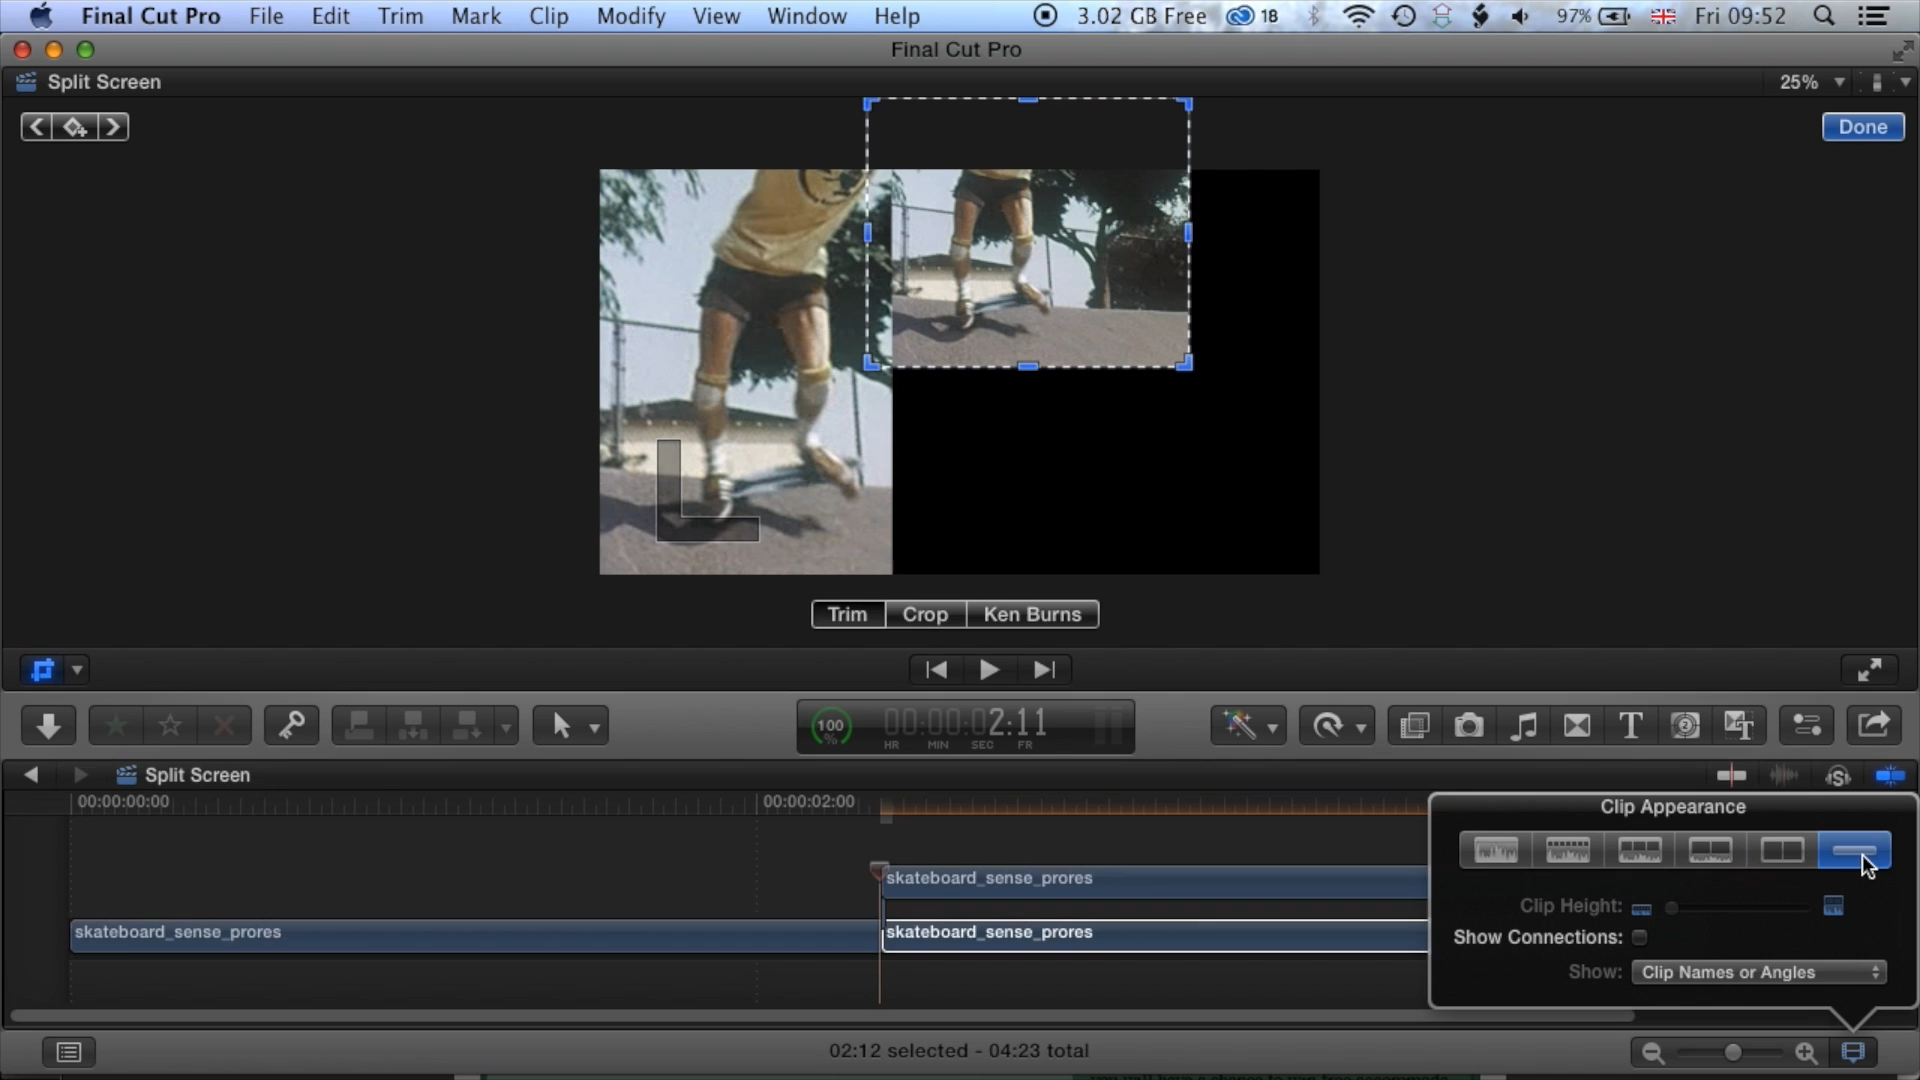 Final Cut Pro File Edit Trim Mark Clip Modify View Window Help 3.02 GB Free 18 97% Fri 09:52
Final Cut Pro
Split Screen 25%
Done
L
Trim Crop Ken Burns
100 % 00:00:02:11
HR MIN SEC FR
Split Screen
00:00:00:00 00:00:02:00
Clip Appearance
skateboard_sense_prores
Clip Height:
skateboard_sense_prores skateboard_sense_prores
Show Connections:
Show: Clip Names or Angles
02:12 selected - 04:23 total